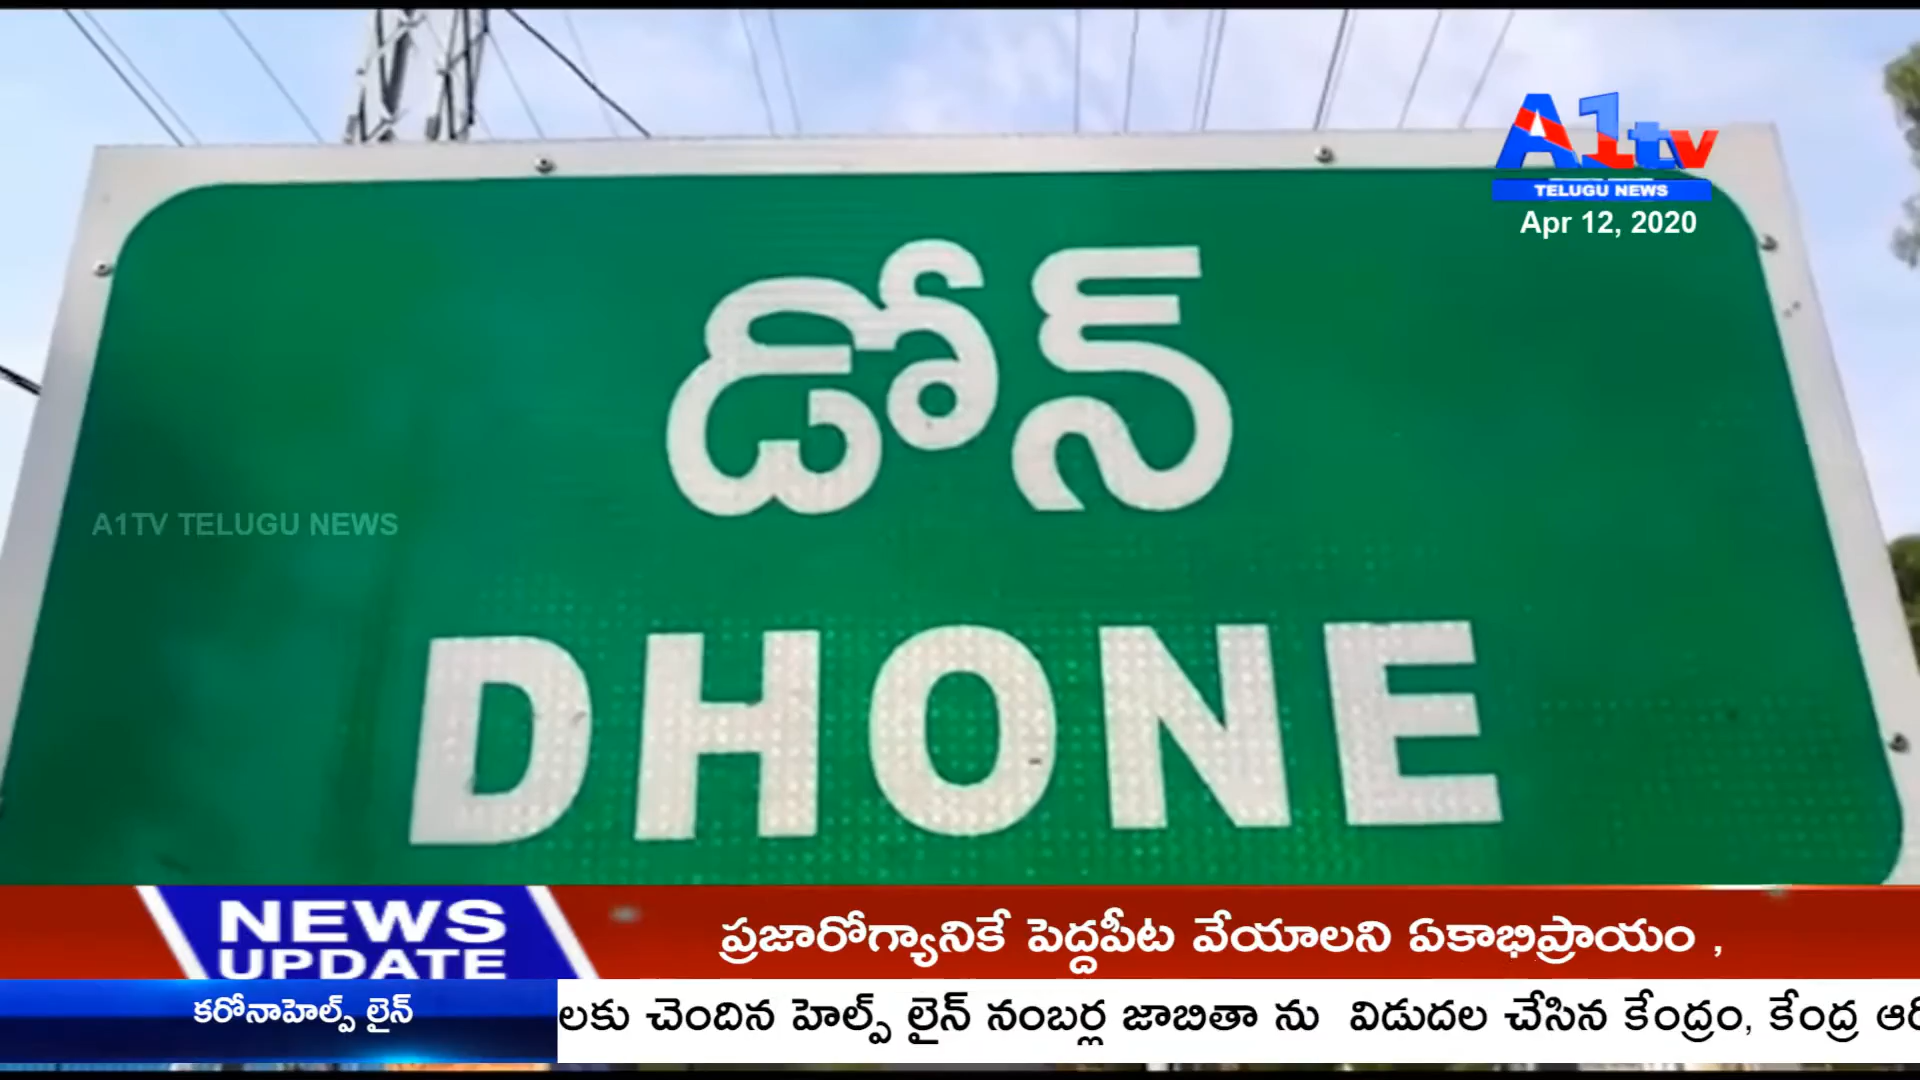 A1tv
TELUGU NEWS
Apr 12, 2020
డోన్
A1TV TELUGU NEWS
DHONE
NEWS
UPDATE
ప్రజారోగ్యానికే పెద్దపీట వేయాలని ఏకాభిప్రాయం ,
కరోనాహెల్ప్ లైన్
లకు చెందిన హెల్ప్ లైన్ నంబర్ల జాబితా ను విడుదల చేసిన కేంద్రం, కేంద్ర